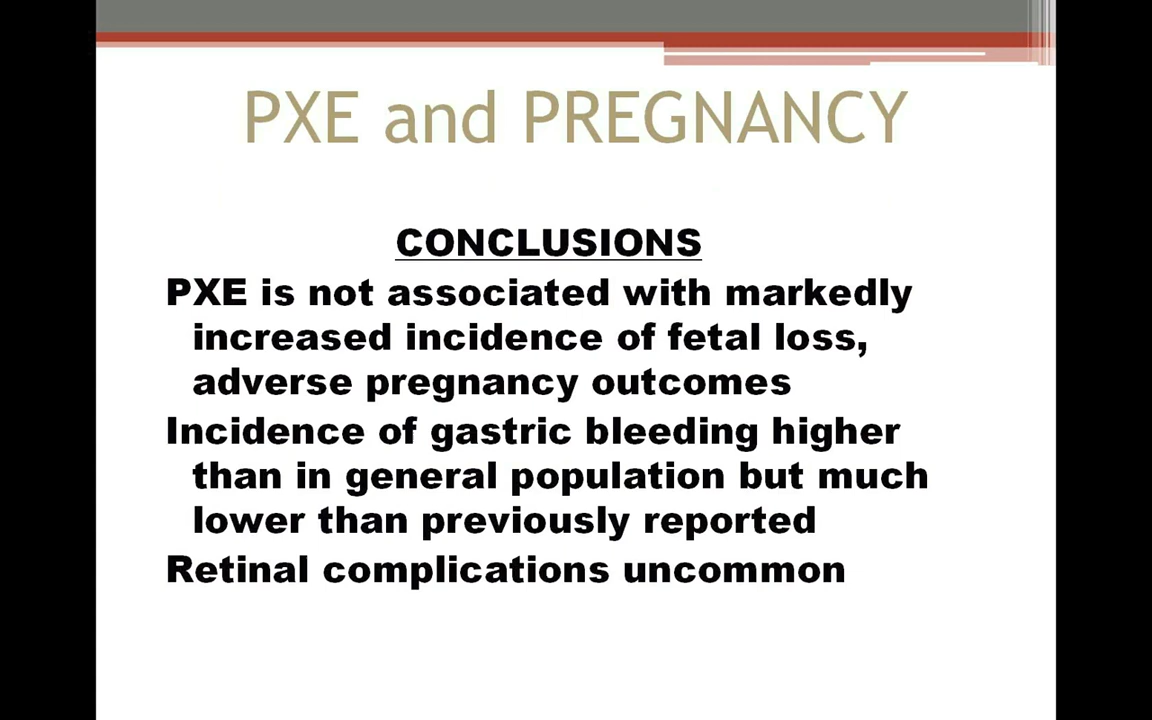 PXE and PREGNANCY
CONCLUSIONS
PXE is not associated with markedly
increased incidence of fetal loss,
adverse pregnancy outcomes
Incidence of gastric bleeding higher
than in general population but much
lower than previously reported
Retinal complications uncommon